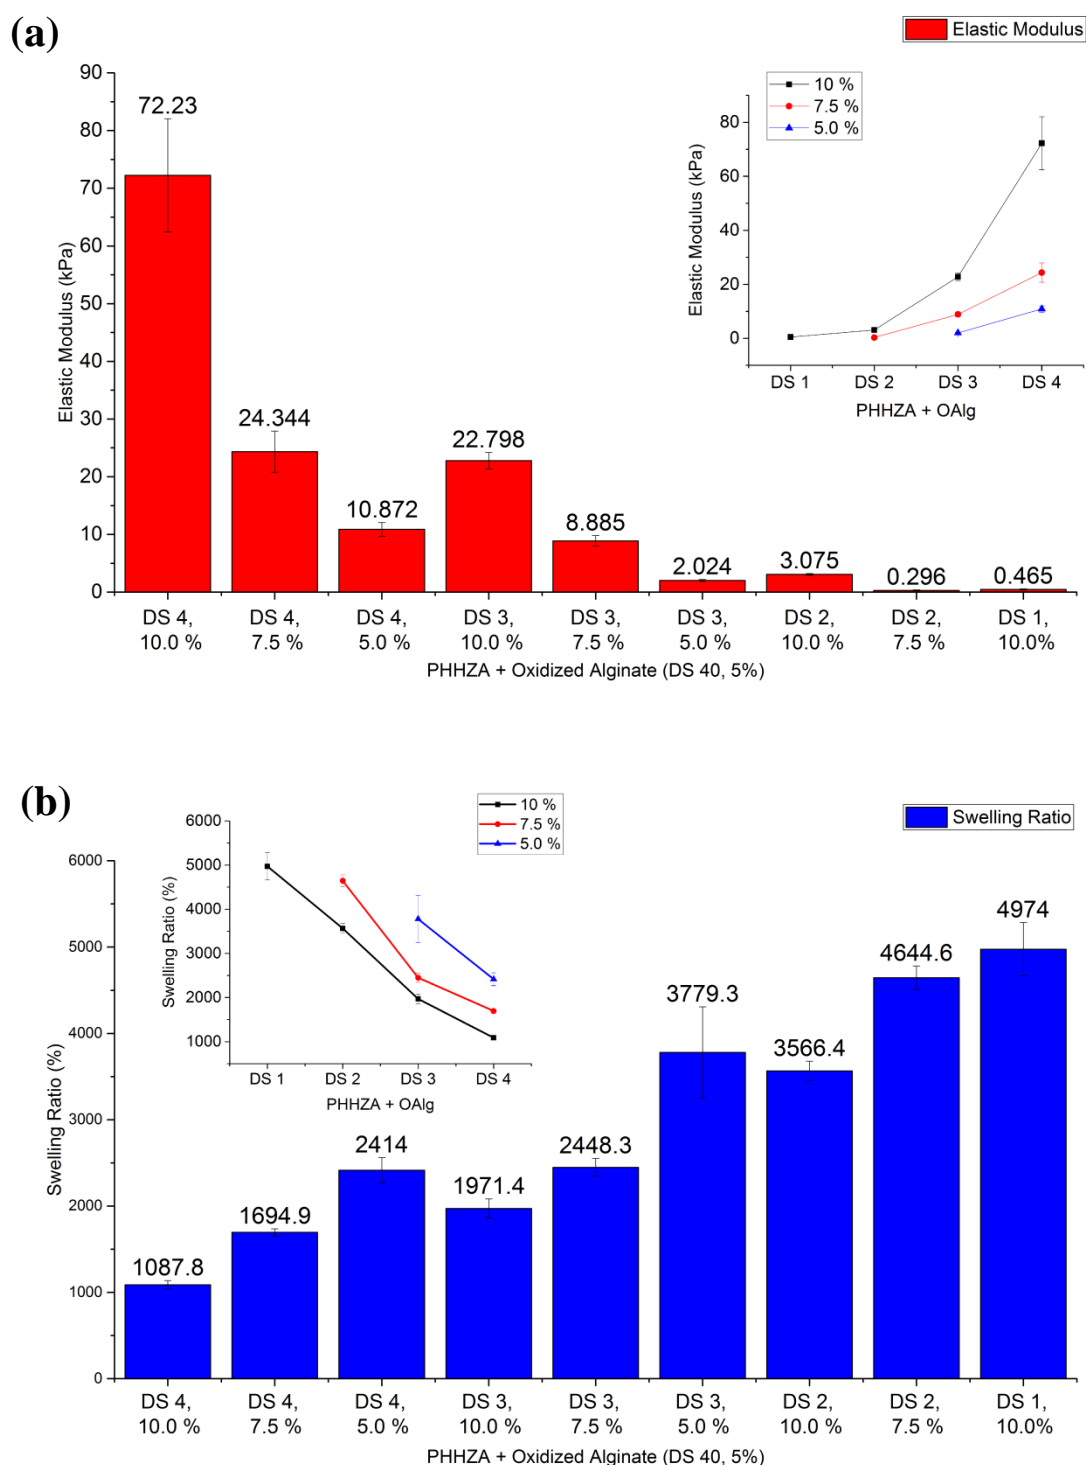 (a)
Elastic Modulus
90
80
70
60
50
40
30
20
10
0
Elastic Modulus (kPa)
72.23
24.344
10.872
22.798
8.885
2.024
3.075
0.296
0.465
DS 4, 10.0 %
DS 4, 7.5 %
DS 4, 5.0 %
DS 3, 10.0 %
DS 3, 7.5 %
DS 3, 5.0 %
DS 2, 10.0 %
DS 2, 7.5 %
DS 1, 10.0%
PHHZA + Oxidized Alginate (DS 40, 5%)
10 %
7.5 %
5.0 %
80
60
40
20
0
Elastic Modulus (kPa)
DS 1 DS 2 DS 3 DS 4
PHHZA + OAlg
(b)
Swelling Ratio
6000
5000
4000
3000
2000
1000
0
Swelling Ratio (%)
1087.8
1694.9
2414
1971.4
2448.3
3779.3
3566.4
4644.6
4974
DS 4, 10.0 %
DS 4, 7.5 %
DS 4, 5.0 %
DS 3, 10.0 %
DS 3, 7.5 %
DS 3, 5.0 %
DS 2, 10.0 %
DS 2, 7.5 %
DS 1, 10.0%
PHHZA + Oxidized Alginate (DS 40, 5%)
10 %
7.5 %
5.0 %
6000
5000
4000
3000
2000
1000
Swelling Ratio (%)
DS 1 DS 2 DS 3 DS 4
PHHZA + OAlg